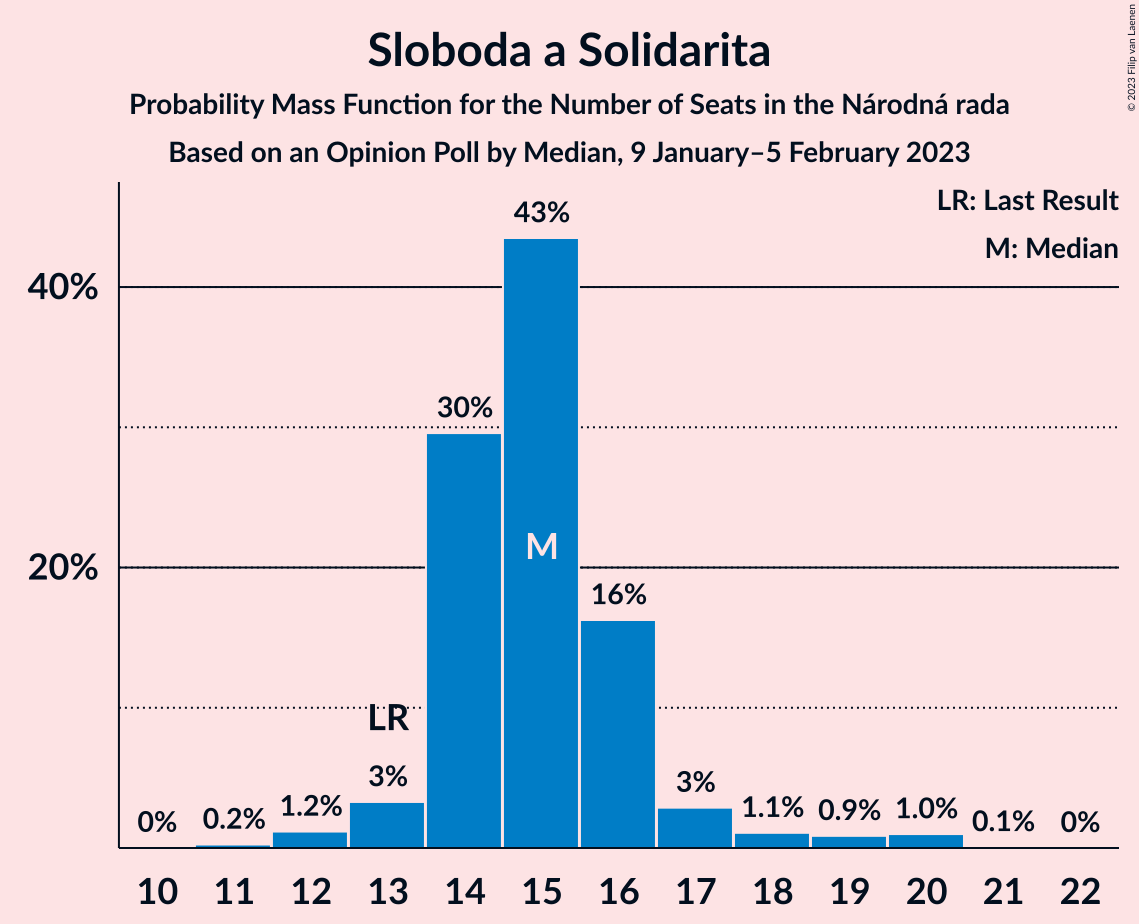 Sloboda a Solidarita
Probability Mass Function for the Number of Seats in the Národná rada
Based on an Opinion Poll by Median, 9 January–5 February 2023
© 2023 Filip van Laenen
LR: Last Result
M: Median
40%
20%
0%
0.2%
1.2%
3%
LR
30%
43%
M
16%
3%
1.1%
0.9%
1.0%
0.1%
0%
10 11 12 13 14 15 16 17 18 19 20 21 22